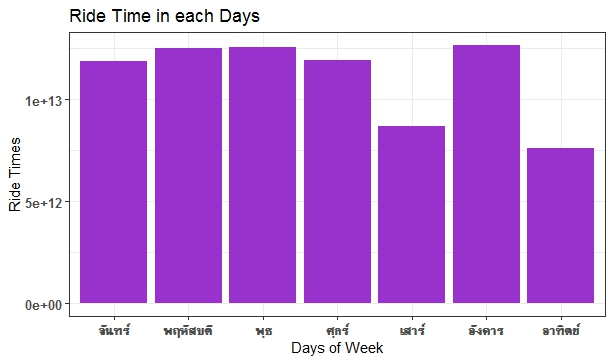 Ride Time in each Days
Ride Times
1e+13
5e+12
0e+00
จันทร์ พฤหัสบดี พุธ ศุกร์ เสาร์ อังคาร อาทิตย์
Days of Week